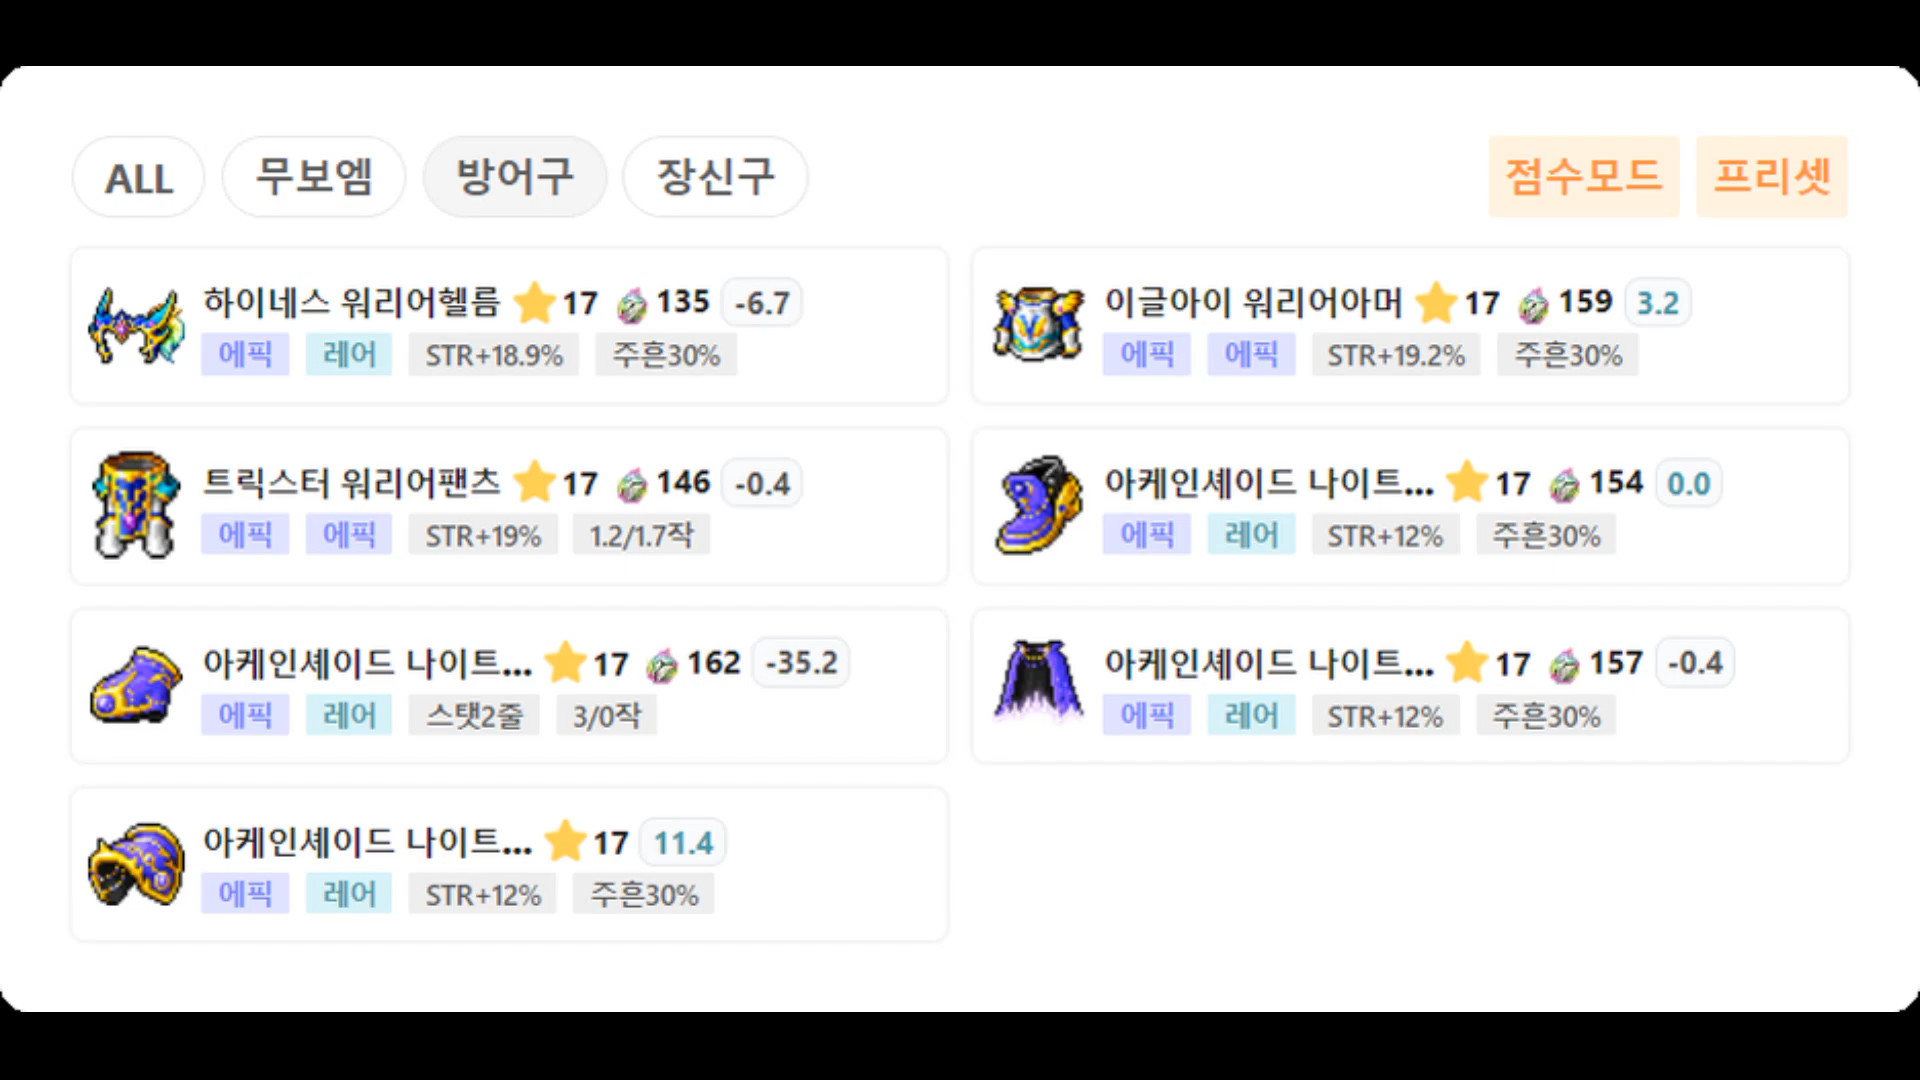 ALL 무보엠 방어구 장신구 점수모드 프리셋
하이네스 워리어헬름 17 135 -6.7
에픽 레어 STR+18.9% 주흔30%
이글아이 워리어아머 17 159 3.2
에픽 에픽 STR+19.2% 주흔30%
트릭스터 워리어팬츠 17 146 -0.4
에픽 에픽 STR+19% 1.2/1.7작
아케인셰이드 나이트... 17 154 0.0
에픽 레어 STR+12% 주흔30%
아케인셰이드 나이트... 17 162 -35.2
에픽 레어 스탯2줄 3/0작
아케인셰이드 나이트... 17 157 -0.4
에픽 레어 STR+12% 주흔30%
아케인셰이드 나이트... 17 11.4
에픽 레어 STR+12% 주흔30%